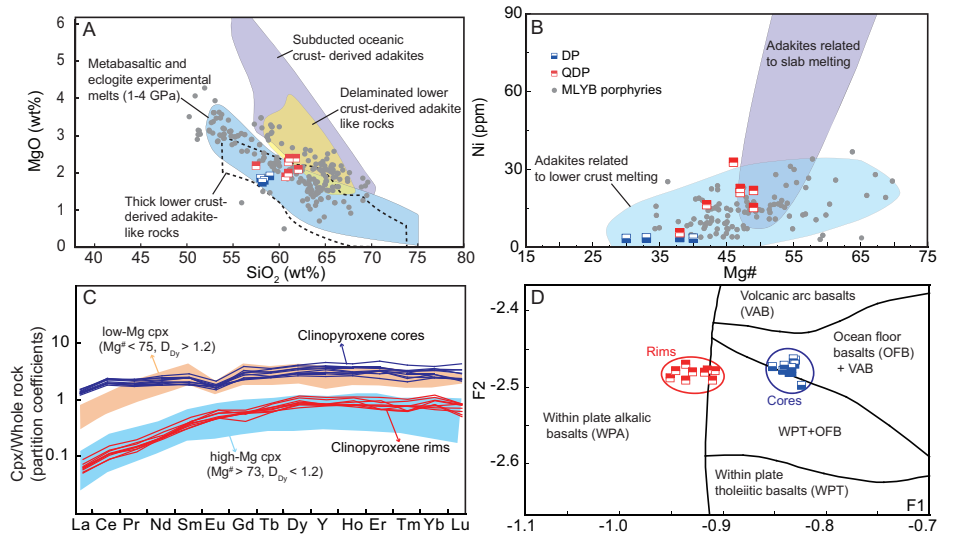 A
MgO (wt%)
6
5
4
3
2
1
0
Subducted oceanic
crust- derived adakites
Metabasaltic and
eclogite experimental
melts (1-4 GPa)
Delaminated lower
crust-derived adakite
like rocks
Thick lower crust-
derived adakite-
like rocks
40 45 50 55 60 65 70 75 80
SiO2 (wt%)
B
Ni (ppm)
90
60
30
0
DP
QDP
MLYB porphyries
Adakites related
to slab melting
Adakites related
to lower crust melting
15 25 35 45 55 65 75
Mg#
C
Cpx/Whole rock
(partition coefficients)
10
1
0.1
low-Mg cpx
(Mg# < 75, DDy > 1.2)
Clinopyroxene cores
high-Mg cpx
(Mg# > 73, DDy < 1.2)
Clinopyroxene rims
La Ce Pr Nd Sm Eu Gd Tb Dy Y Ho Er Tm Yb Lu
D
F2
-2.4
-2.5
-2.6
Volcanic arc basalts
(VAB)
Ocean floor
basalts (OFB)
+ VAB
Rims
Cores
Within plate alkalic
basalts (WPA)
WPT+OFB
Within plate
tholeiitic basalts (WPT)
F1
-1.1 -1.0 -0.9 -0.8 -0.7